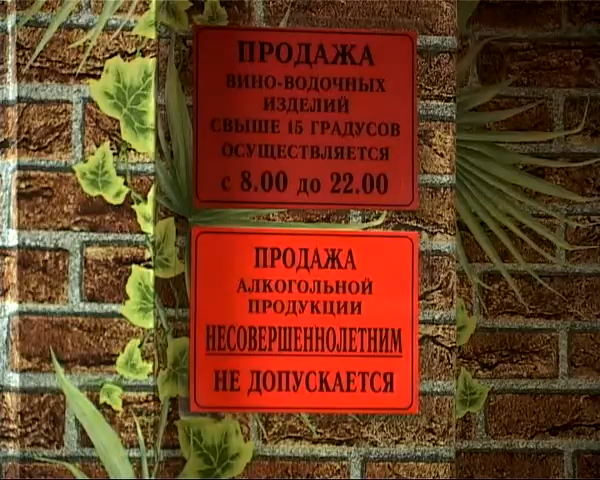 ПРОДАЖА
ВИНО-ВОДОЧНЫХ
ИЗДЕЛИЙ
СВЫШЕ 15 ГРАДУСОВ
ОСУЩЕСТВЛЯЕТСЯ
с 8.00 до 22.00
ПРОДАЖА
АЛКОГОЛЬНОЙ
ПРОДУКЦИИ
НЕСОВЕРШЕННОЛЕТНИМ
НЕ ДОПУСКАЕТСЯ